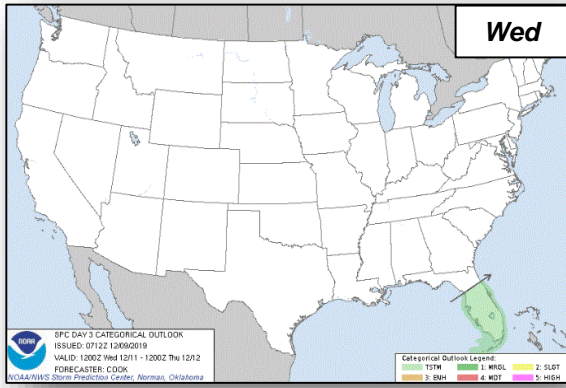 Wed
NOAA
SPC DAY 3 CATEGORICAL OUTLOOK
ISSUED: 0712Z 12/09/2019
VALID: 1200Z Wed 12/11 - 1200Z Thu 12/12
FORECASTER: COOK
NOAA/NWS Storm Prediction Center, Norman, Oklahoma
Categorical Outlook Legend:
TSTM 1: MRGL 2: SLGT
3: ENH 4: MDT 5: HIGH